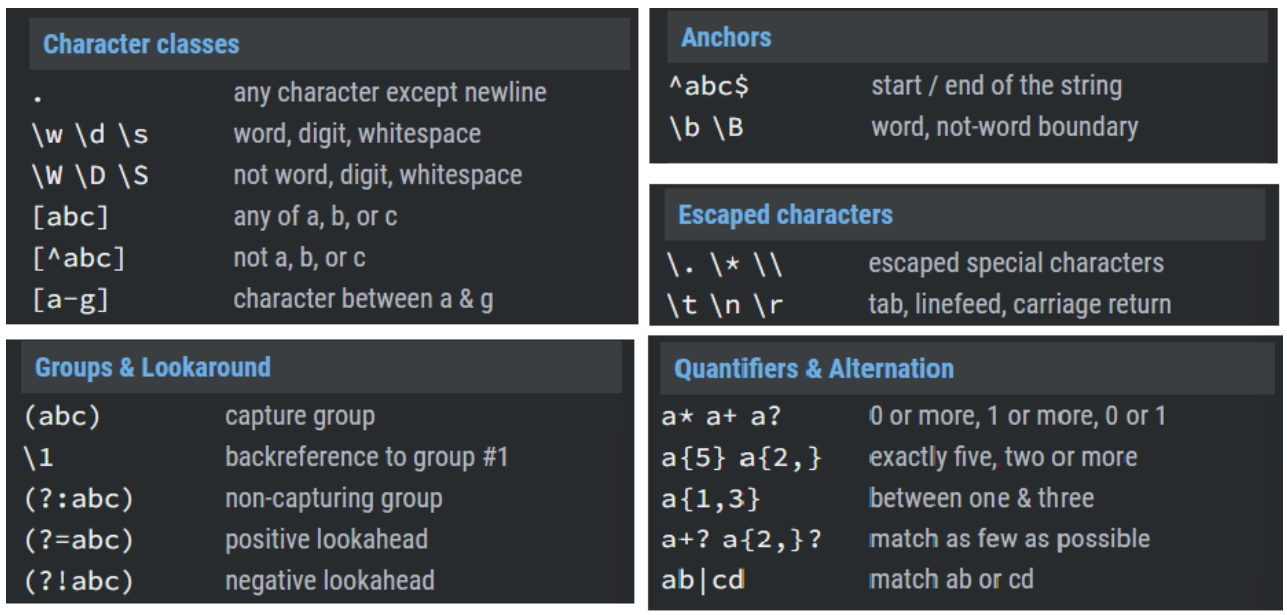 Character classes
. any character except newline
\w \d \s word, digit, whitespace
\W \D \S not word, digit, whitespace
[abc] any of a, b, or c
[^abc] not a, b, or c
[a-g] character between a & g
Anchors
^abc$ start / end of the string
\b \B word, not-word boundary
Escaped characters
\. \* \\ escaped special characters
\t \n \r tab, linefeed, carriage return
Groups & Lookaround
(abc) capture group
\1 backreference to group #1
(?:abc) non-capturing group
(?=abc) positive lookahead
(?!abc) negative lookahead
Quantifiers & Alternation
a* a+ a? 0 or more, 1 or more, 0 or 1
a{5} a{2,} exactly five, two or more
a{1,3} between one & three
a+? a{2,}? match as few as possible
ab|cd match ab or cd